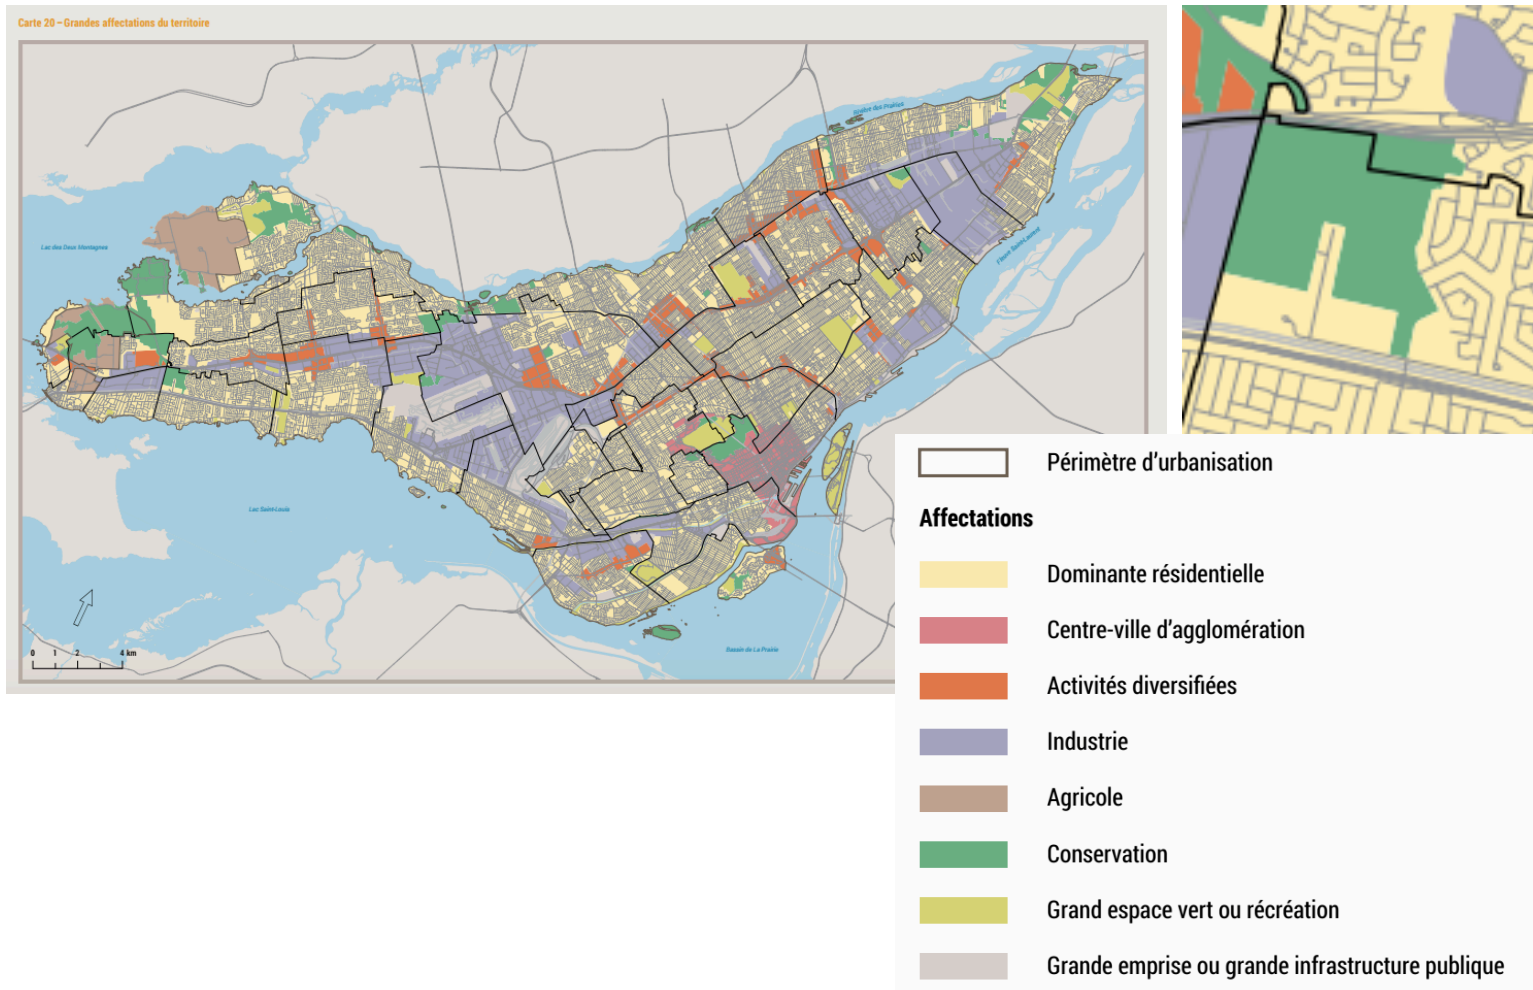 Carte 20 – Grandes affectations du territoire
Rivière des Prairies
Lac des Deux Montagnes
Fleuve Saint-Laurent
Lac Saint-Louis
Bassin de La Prairie
0 1 2 4 km
Périmètre d'urbanisation
Affectations
Dominante résidentielle
Centre-ville d'agglomération
Activités diversifiées
Industrie
Agricole
Conservation
Grand espace vert ou récréation
Grande emprise ou grande infrastructure publique